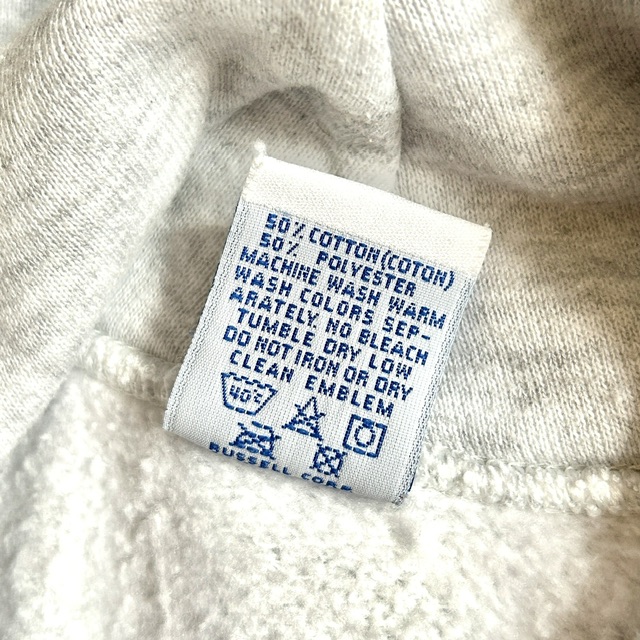 50% COTTON(COTON)
50% POLYESTER
MACHINE WASH WARM
WASH COLORS SEP-
ARATELY. NO BLEACH
TUMBLE DRY LOW
DO NOT IRON OR DRY
CLEAN EMBLEM
40°
RUSSELL CORP.